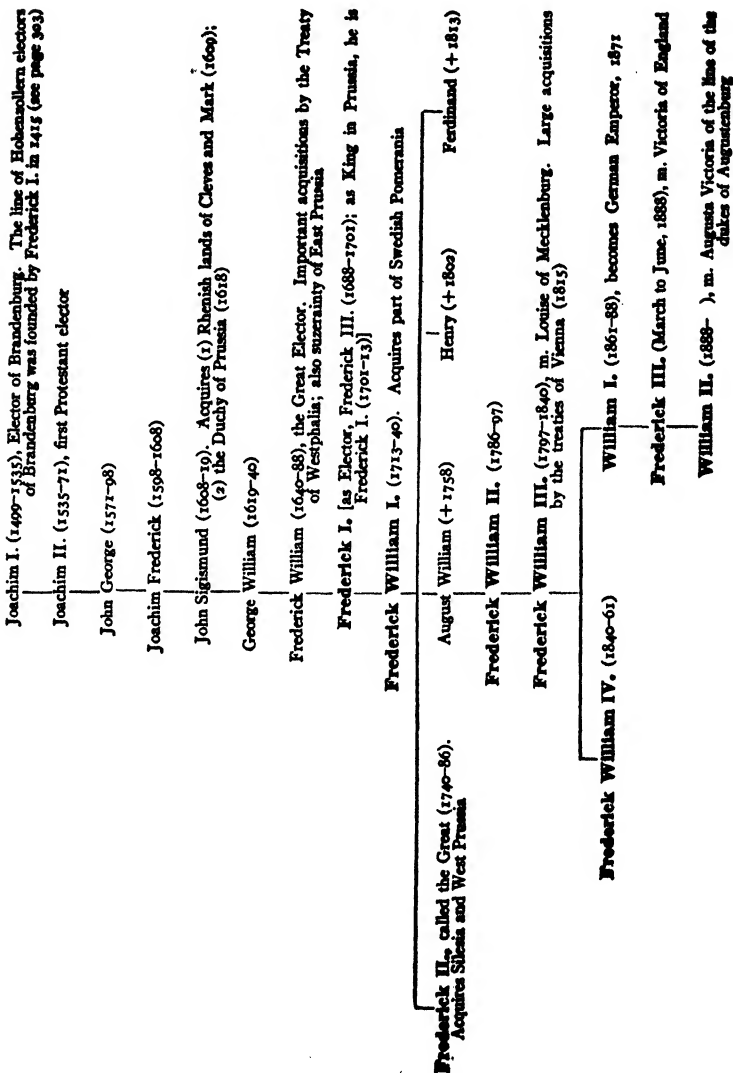 Joachim I. (1499-1535), Elector of Brandenburg. The line of Hohenzollern electors
of Brandenburg was founded by Frederick I. in 1415 (see page 303)
Joachim II. (1535-71), first Protestant elector
John George (1571-98)
Joachim Frederick (1598-1608)
John Sigismund (1608-19). Acquires (1) Rhenish lands of Cleves and Mark (1609);
(2) the Duchy of Prussia (1618)
George William (1619-40)
Frederick William (1640-88), the Great Elector. Important acquisitions by the Treaty
of Westphalia; also suzerainty of East Prussia
Frederick I. [as Elector, Frederick III. (1688-1701); as King in Prussia, he is
Frederick I. (1701-13)]
Frederick William I. (1713-40). Acquires part of Swedish Pomerania
Frederick II., called the Great (1740-86).
Acquires Silesia and West Prussia
August William (+ 1758)
Henry (+ 1802)
Ferdinand (+ 1813)
Frederick William II. (1786-97)
Frederick William III. (1797-1840), m. Louise of Mecklenburg. Large acquisitions
by the treaties of Vienna (1815)
Frederick William IV. (1840-61)
William I. (1861-88), becomes German Emperor, 1871
Frederick III. (March to June, 1888), m. Victoria of England
William II. (1888- ), m. Augusta Victoria of the line of the
dukes of Augustenburg